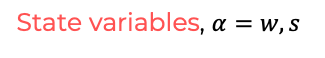 State variables, α = w, s